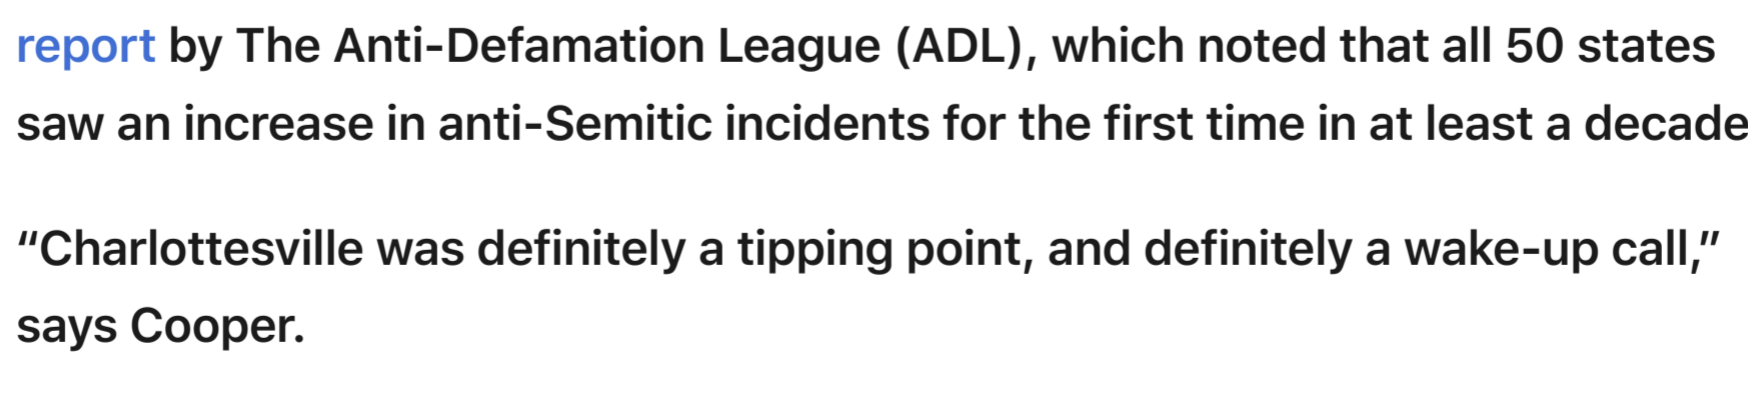 report by The Anti-Defamation League (ADL), which noted that all 50 states
saw an increase in anti-Semitic incidents for the first time in at least a decade
“Charlottesville was definitely a tipping point, and definitely a wake-up call,”
says Cooper.